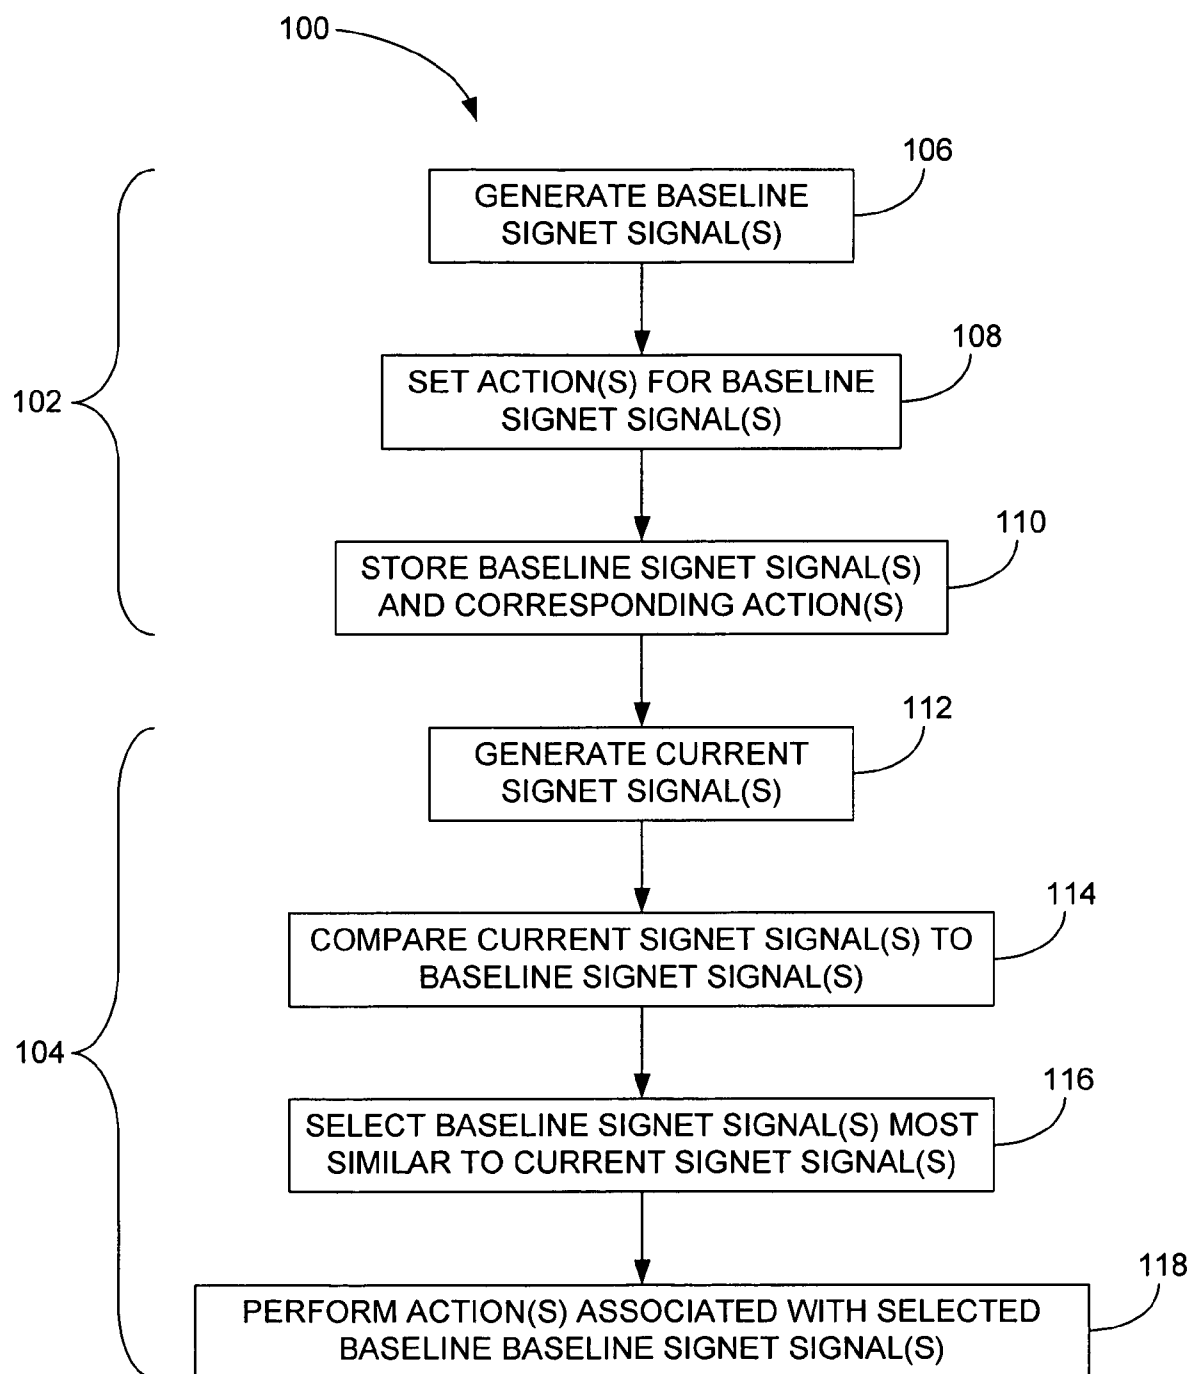 100
106
GENERATE BASELINE
SIGNET SIGNAL(S)
108
SET ACTION(S) FOR BASELINE
SIGNET SIGNAL(S)
102
110
STORE BASELINE SIGNET SIGNAL(S)
AND CORRESPONDING ACTION(S)
112
GENERATE CURRENT
SIGNET SIGNAL(S)
114
COMPARE CURRENT SIGNET SIGNAL(S) TO
BASELINE SIGNET SIGNAL(S)
104
116
SELECT BASELINE SIGNET SIGNAL(S) MOST
SIMILAR TO CURRENT SIGNET SIGNAL(S)
118
PERFORM ACTION(S) ASSOCIATED WITH SELECTED
BASELINE BASELINE SIGNET SIGNAL(S)